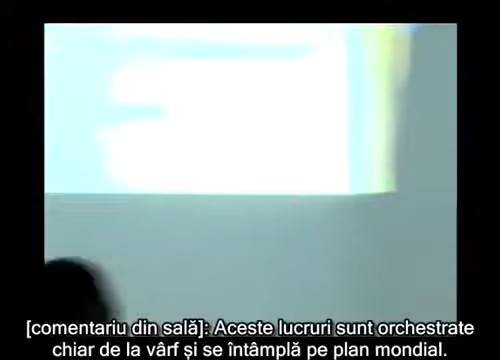 [comentariu din sală]: Aceste lucruri sunt orchestrate
chiar de la vârf și se întâmplă pe plan mondial.